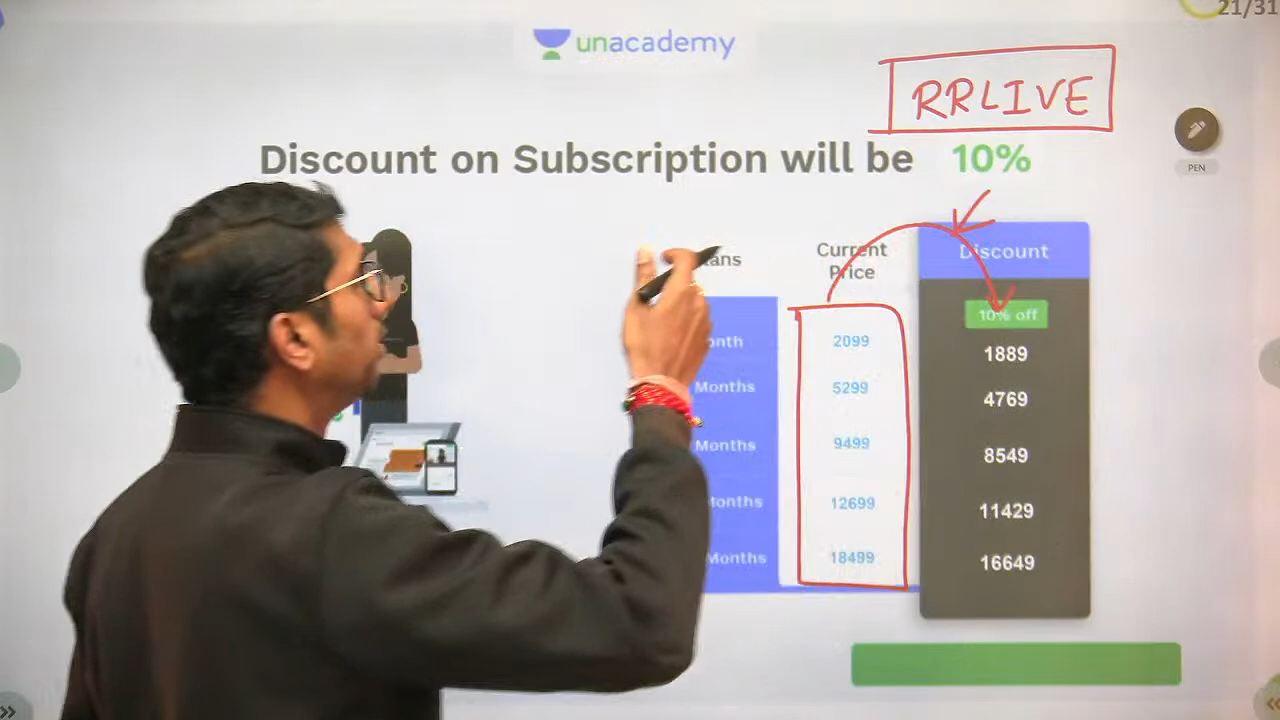 21/31
unacademy
RRLIVE
Discount on Subscription will be 10%
PEN
Current Price Discount
10% off
2099 1889
Months 5299 4769
Months 9499 8549
Months 12699 11429
Months 18499 16649